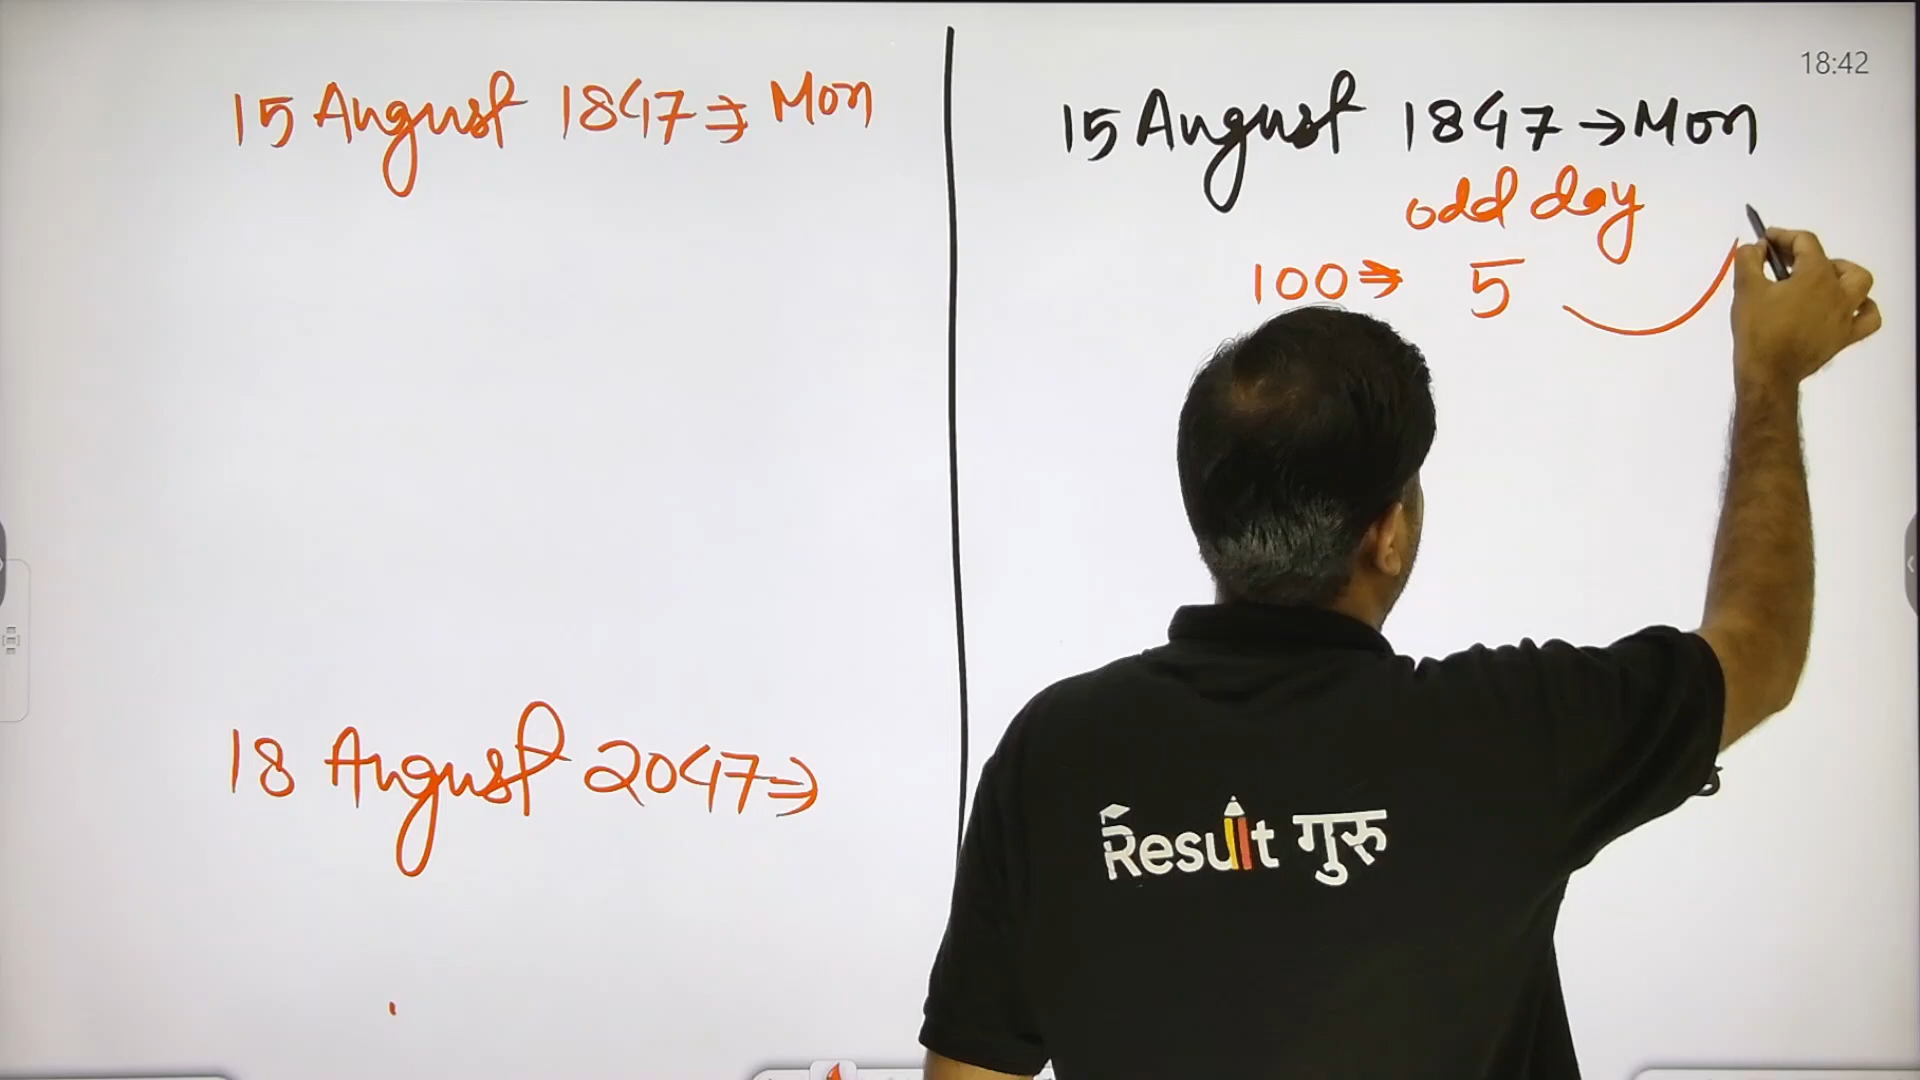 15 August 1847 ⇒ Mon
18 August 2047 ⇒
18:42
15 August 1847 → Mon
odd day
100 ⇒ 5
Result गुरु